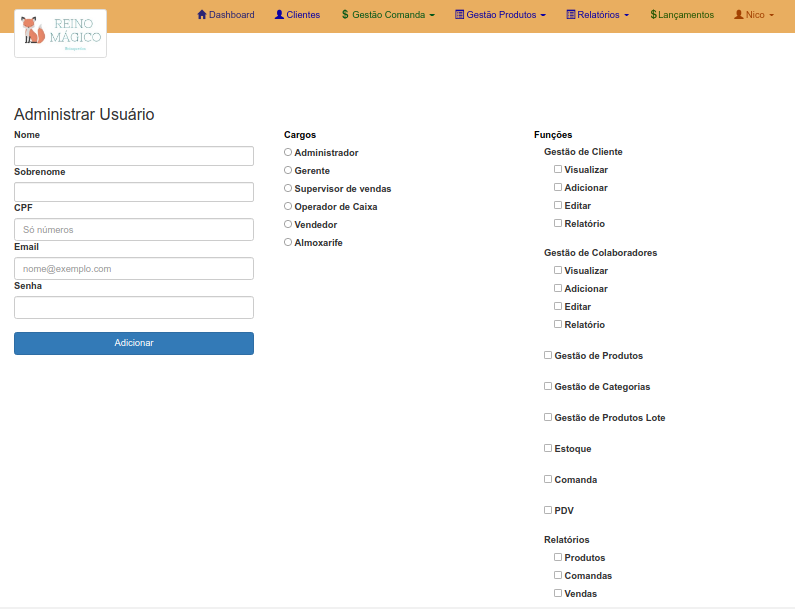 REINO
MÁGICO
Brinquedos
Dashboard
Clientes
$ Gestão Comanda
Gestão Produtos
Relatórios
$Lançamentos
Nico
Administrar Usuário
Nome
Sobrenome
CPF
Só números
Email
nome@exemplo.com
Senha
Adicionar
Cargos
Administrador
Gerente
Supervisor de vendas
Operador de Caixa
Vendedor
Almoxarife
Funções
Gestão de Cliente
Visualizar
Adicionar
Editar
Relatório
Gestão de Colaboradores
Visualizar
Adicionar
Editar
Relatório
Gestão de Produtos
Gestão de Categorias
Gestão de Produtos Lote
Estoque
Comanda
PDV
Relatórios
Produtos
Comandas
Vendas